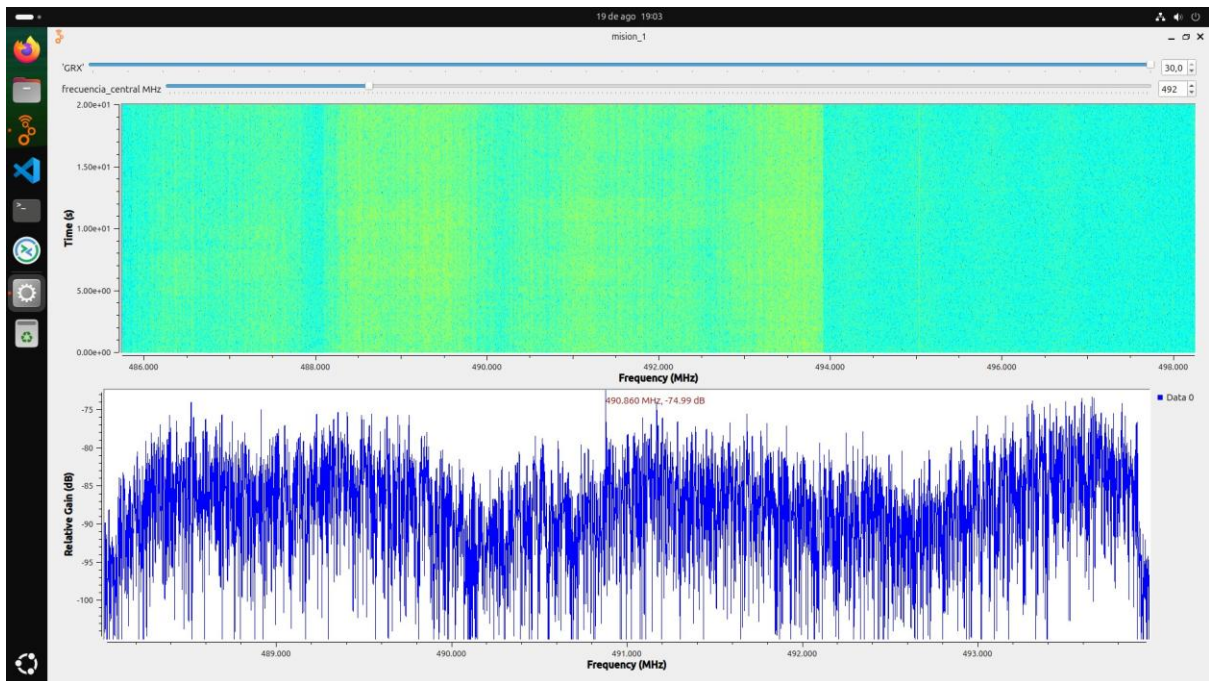 19 de ago 19:03
mision_1
'GRX'
30,0
frecuencia_central MHz
492
2.00e+01
1.50e+01
1.00e+01
5.00e+00
0.00e+00
Time (s)
486.000 488.000 490.000 492.000 494.000 496.000 498.000
Frequency (MHz)
490.860 MHz, -74.99 dB
Data 0
-75
-80
-85
-90
-95
-100
Relative Gain (dB)
489.000 490.000 491.000 492.000 493.000
Frequency (MHz)